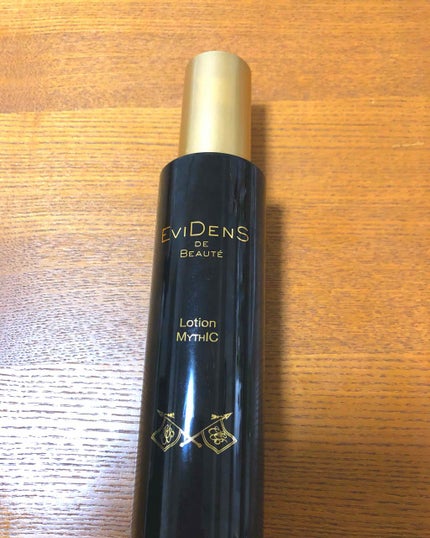 EviDenS
DE
Beauté
Lotion
MythIC